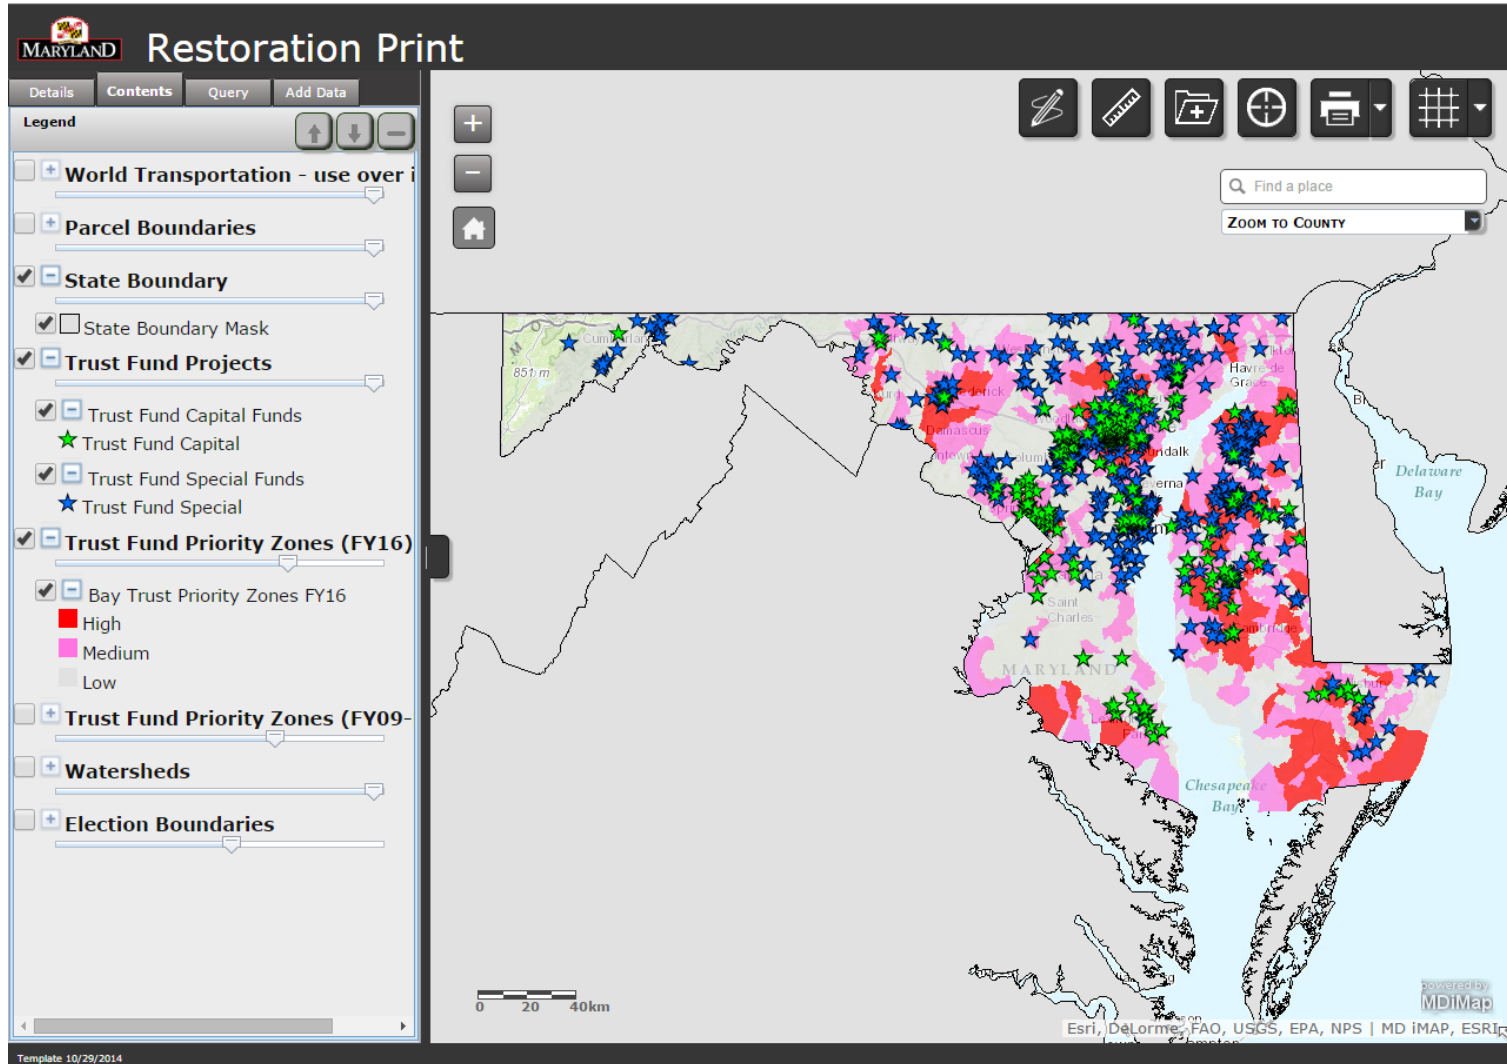 MARYLAND
Restoration Print
Details
Contents
Query
Add Data
Legend
World Transportation - use over i
Parcel Boundaries
State Boundary
State Boundary Mask
Trust Fund Projects
Trust Fund Capital Funds
Trust Fund Capital
Trust Fund Special Funds
Trust Fund Special
Trust Fund Priority Zones (FY16)
Bay Trust Priority Zones FY16
High
Medium
Low
Trust Fund Priority Zones (FY09-
Watersheds
Election Boundaries
Template 10/29/2014
+
−
Find a place
ZOOM TO COUNTY
851 m
Havre de
Grace
Damascus
Saint
Charles
MARYLAND
Delaware
Bay
Chesapeake
Bay
0 20 40km
powered by
MDiMap
Esri, DeLorme, FAO, USGS, EPA, NPS | MD iMAP, ESRI